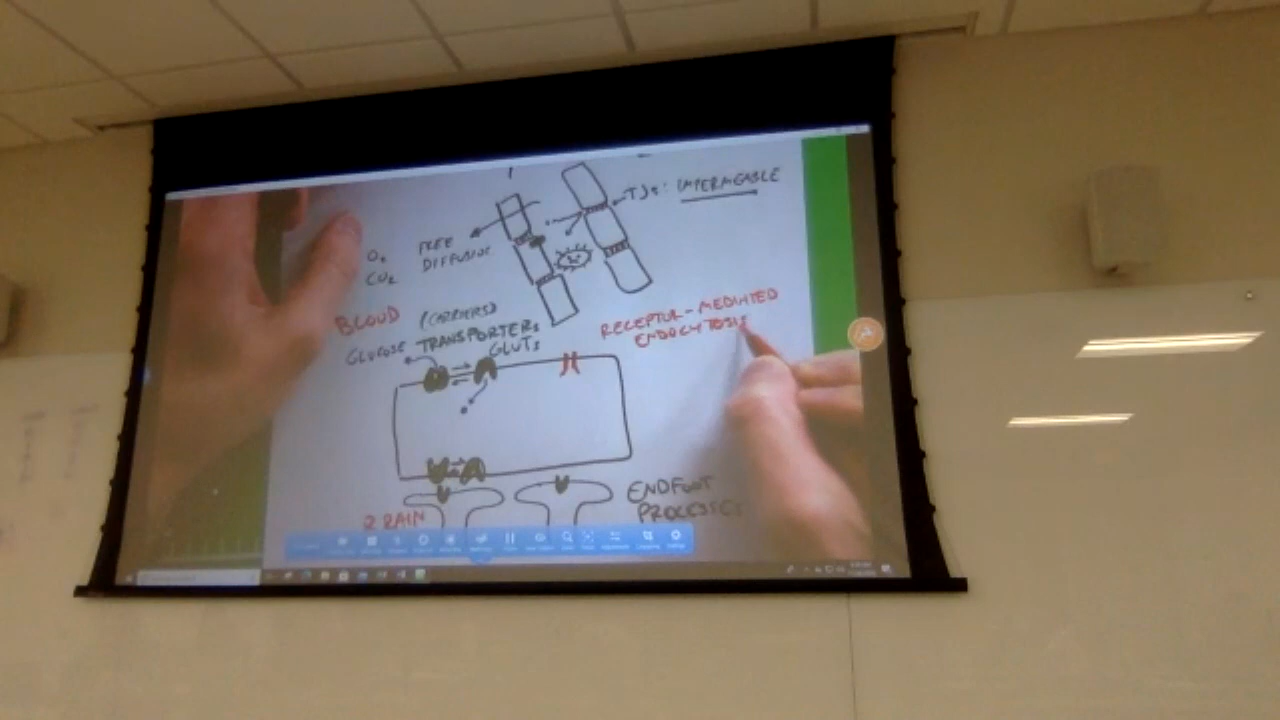 TJs: IMPERMEABLE
O₂
CO₂
FREE
DIFFUSION
BLOOD
(CARRIERS)
TRANSPORTERS
GLUCOSE
GLUTs
RECEPTOR-MEDIATED
ENDOCYTOSIS
ENDFOOT
PROCESSES
BRAIN